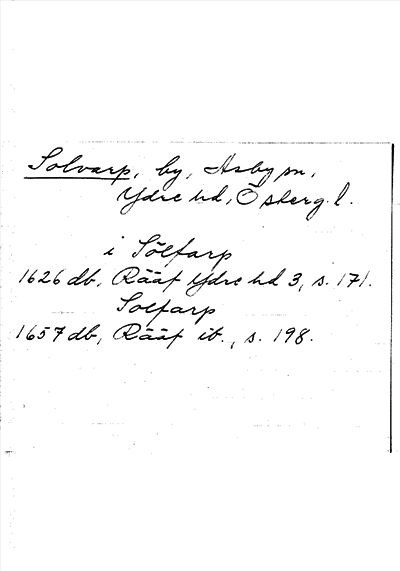 Solvarp, by, Asby sn,
Ydre hd, Östergl.
i Sölfarp
1626 db, Rääf Ydre hd 3, s. 171.
Solfarp
1657 db, Rääf ib., s. 198.